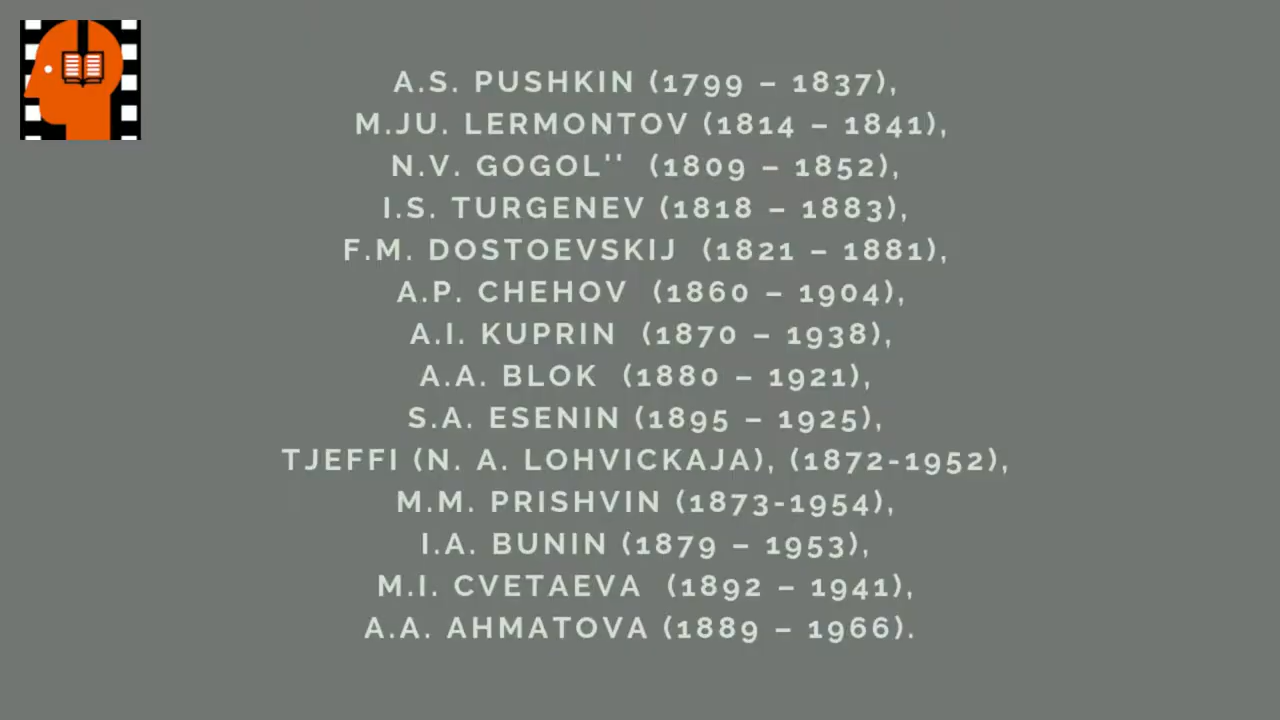 A.S. PUSHKIN (1799 – 1837),
M.JU. LERMONTOV (1814 – 1841),
N.V. GOGOL'' (1809 – 1852),
I.S. TURGENEV (1818 – 1883),
F.M. DOSTOEVSKIJ (1821 – 1881),
A.P. CHEHOV (1860 – 1904),
A.I. KUPRIN (1870 – 1938),
A.A. BLOK (1880 – 1921),
S.A. ESENIN (1895 – 1925),
TJEFFI (N. A. LOHVICKAJA), (1872-1952),
M.M. PRISHVIN (1873-1954),
I.A. BUNIN (1879 – 1953),
M.I. CVETAEVA (1892 – 1941),
A.A. AHMATOVA (1889 – 1966).